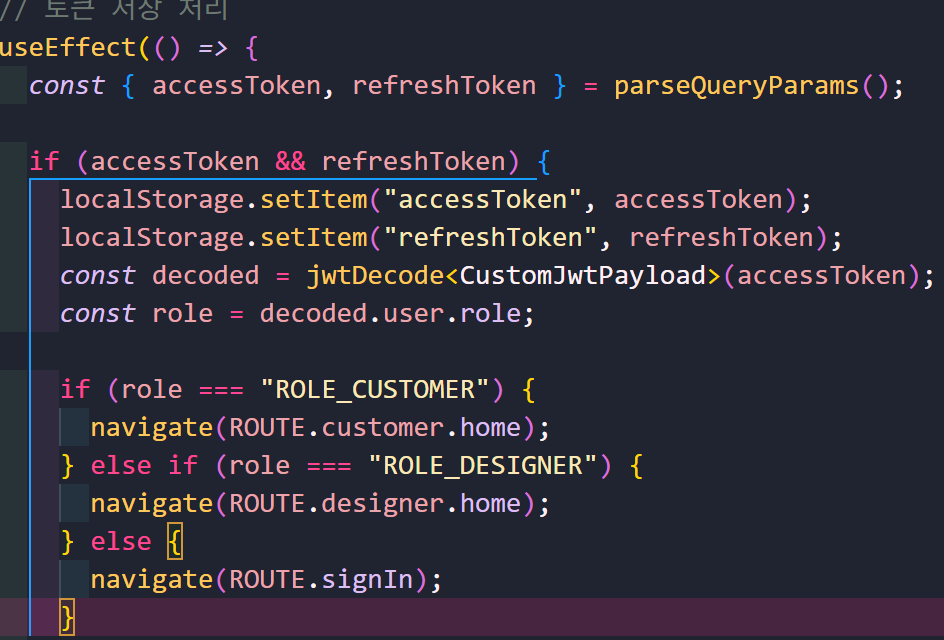 // 토큰 저장 처리
useEffect(() => {
const { accessToken, refreshToken } = parseQueryParams();
if (accessToken && refreshToken) {
localStorage.setItem("accessToken", accessToken);
localStorage.setItem("refreshToken", refreshToken);
const decoded = jwtDecode<CustomJwtPayload>(accessToken);
const role = decoded.user.role;
if (role === "ROLE_CUSTOMER") {
navigate(ROUTE.customer.home);
} else if (role === "ROLE_DESIGNER") {
navigate(ROUTE.designer.home);
} else {
navigate(ROUTE.signIn);
}